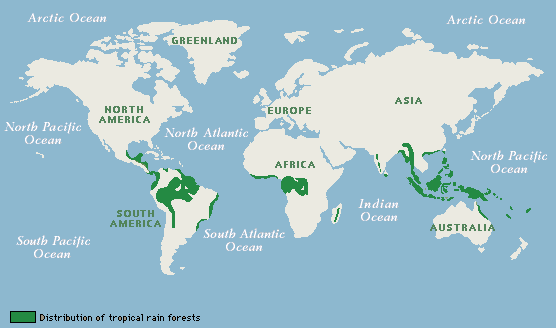 Arctic Ocean
Arctic Ocean
GREENLAND
NORTH
AMERICA
EUROPE
ASIA
North Pacific
Ocean
North Atlantic
Ocean
AFRICA
North Pacific
Ocean
Indian
Ocean
SOUTH
AMERICA
AUSTRALIA
South Pacific
Ocean
South Atlantic
Ocean
Distribution of tropical rain forests